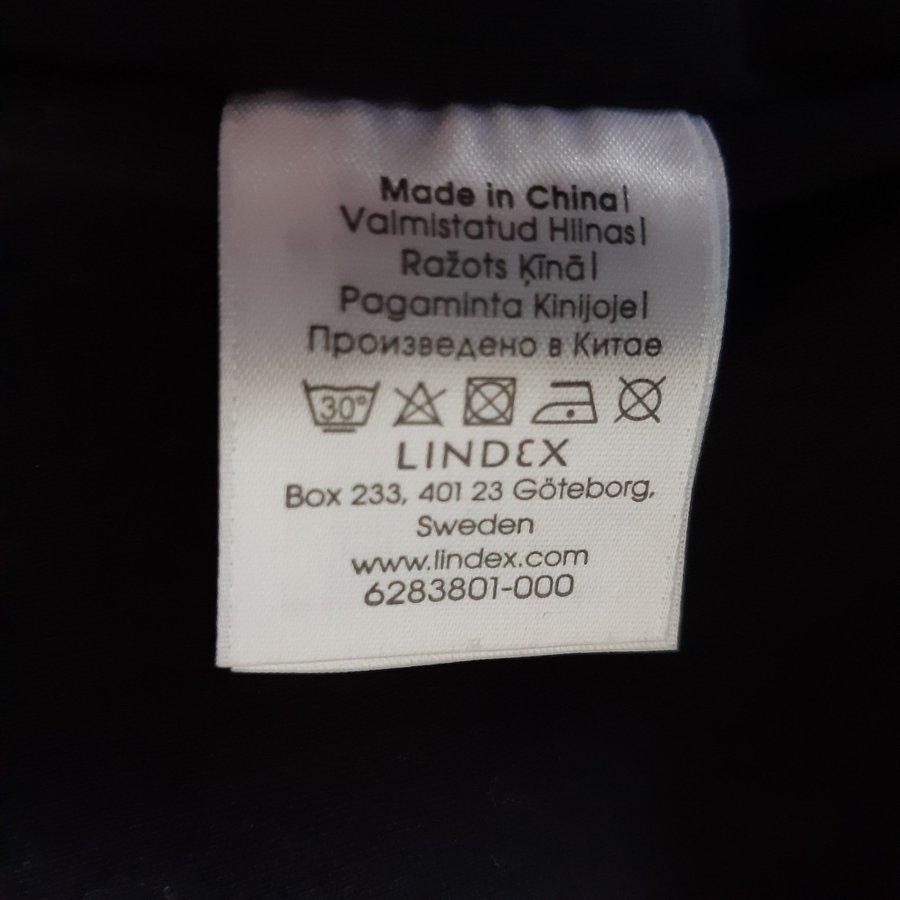 Made in China|
Valmistatud Hiinas|
Ražots Ķīnā|
Pagaminta Kinijoje|
Произведено в Китае
30°
LINDEX
Box 233, 401 23 Göteborg,
Sweden
www.lindex.com
6283801-000